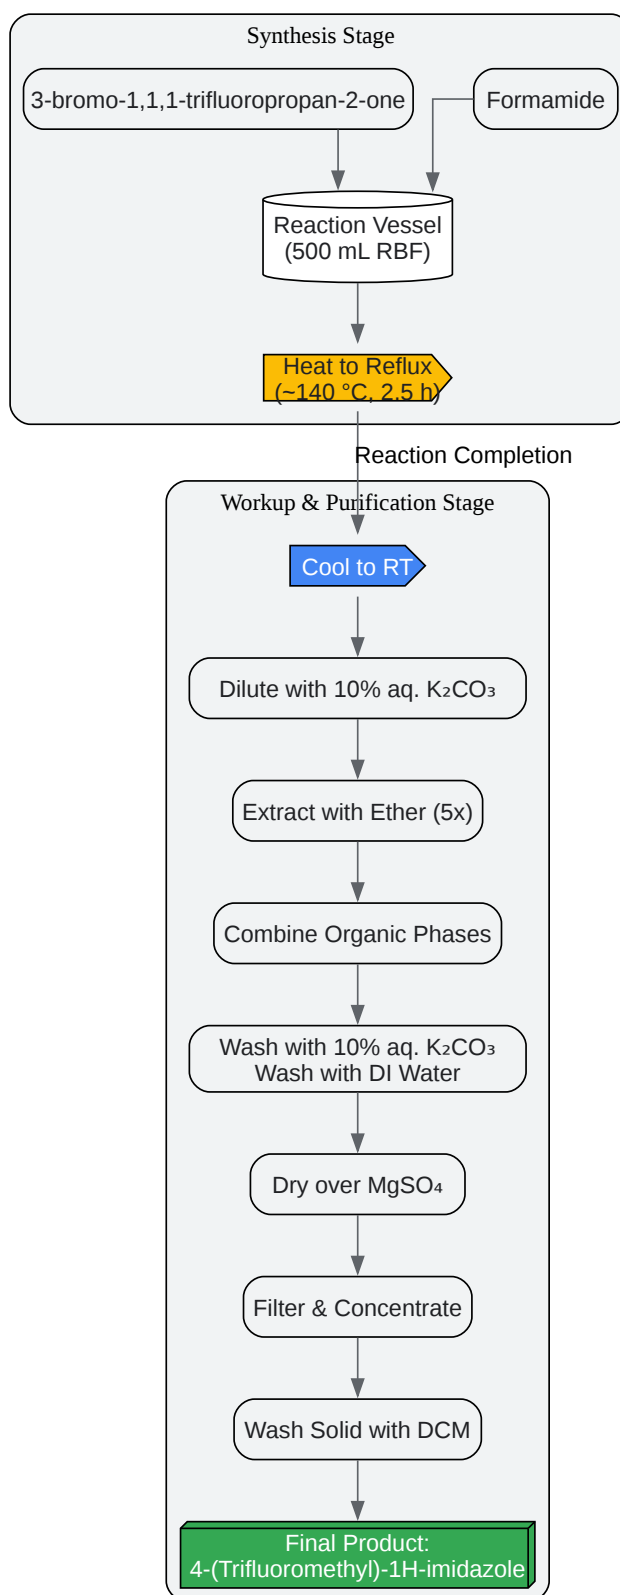 Synthesis Stage
3-bromo-1,1,1-trifluoropropan-2-one
Formamide
Reaction Vessel
(500 mL RBF)
Heat to Reflux
(~140 °C, 2.5 h)
Reaction Completion
Workup & Purification Stage
Cool to RT
Dilute with 10% aq. K₂CO₃
Extract with Ether (5x)
Combine Organic Phases
Wash with 10% aq. K₂CO₃
Wash with DI Water
Dry over MgSO₄
Filter & Concentrate
Wash Solid with DCM
Final Product:
4-(Trifluoromethyl)-1H-imidazole